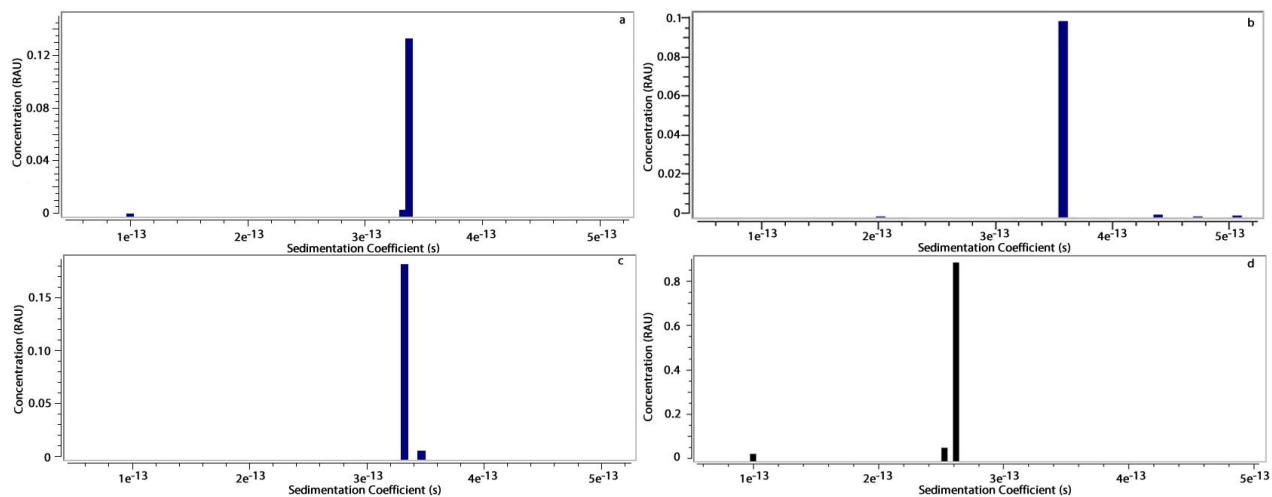 a
0.12
0.08
0.04
0
Concentration (RAU)
1e-13 2e-13 3e-13 4e-13 5e-13
Sedimentation Coefficient (s)
b
0.1
0.08
0.06
0.04
0.02
0
Concentration (RAU)
1e-13 2e-13 3e-13 4e-13 5e-13
Sedimentation Coefficient (s)
c
0.15
0.10
0.05
0
Concentration (RAU)
1e-13 2e-13 3e-13 4e-13 5e-13
Sedimentation Coefficient (s)
d
0.8
0.6
0.4
0.2
0
Concentration (RAU)
1e-13 2e-13 3e-13 4e-13 5e-13
Sedimentation Coefficient (s)